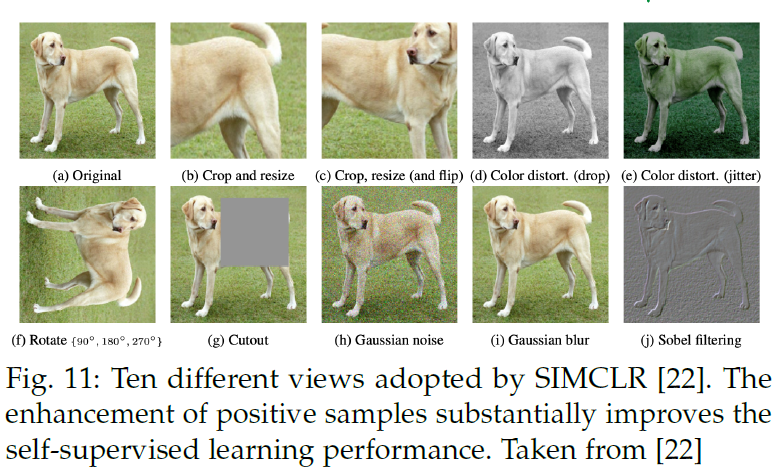 (a) Original
(b) Crop and resize
(c) Crop, resize (and flip)
(d) Color distort. (drop)
(e) Color distort. (jitter)
(f) Rotate {90°, 180°, 270°}
(g) Cutout
(h) Gaussian noise
(i) Gaussian blur
(j) Sobel filtering
Fig. 11: Ten different views adopted by SIMCLR [22]. The
enhancement of positive samples substantially improves the
self-supervised learning performance. Taken from [22]